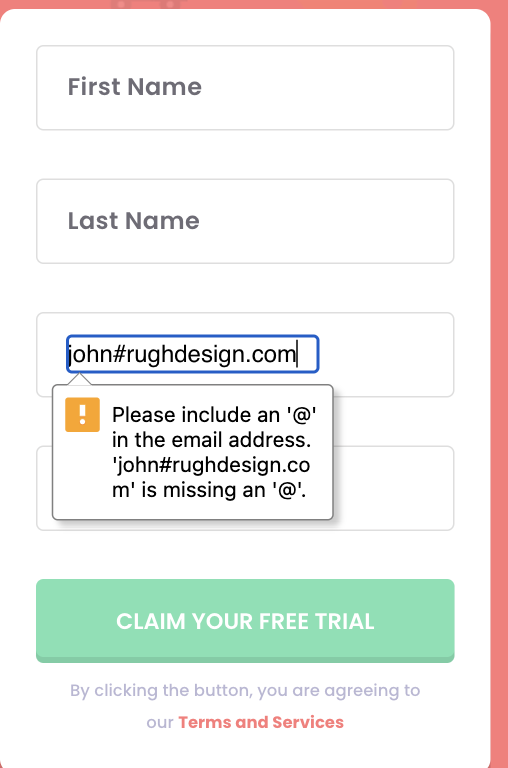 First Name
Last Name
john#rughdesign.com
Please include an '@'
in the email address.
'john#rughdesign.co
m' is missing an '@'.
CLAIM YOUR FREE TRIAL
By clicking the button, you are agreeing to
our Terms and Services